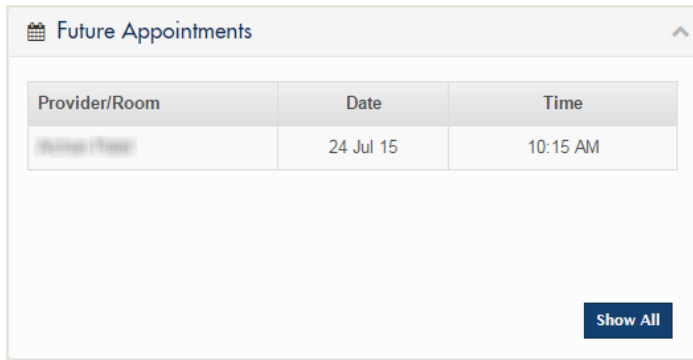 Future Appointments
Provider/Room Date Time
24 Jul 15 10:15 AM
Show All